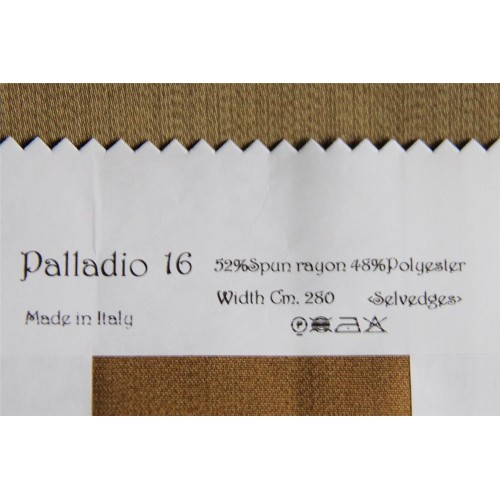 Palladio 16 52%Spun rayon 48%Polyester
Width Cm. 280 <Selvedges>
Made in Italy
P